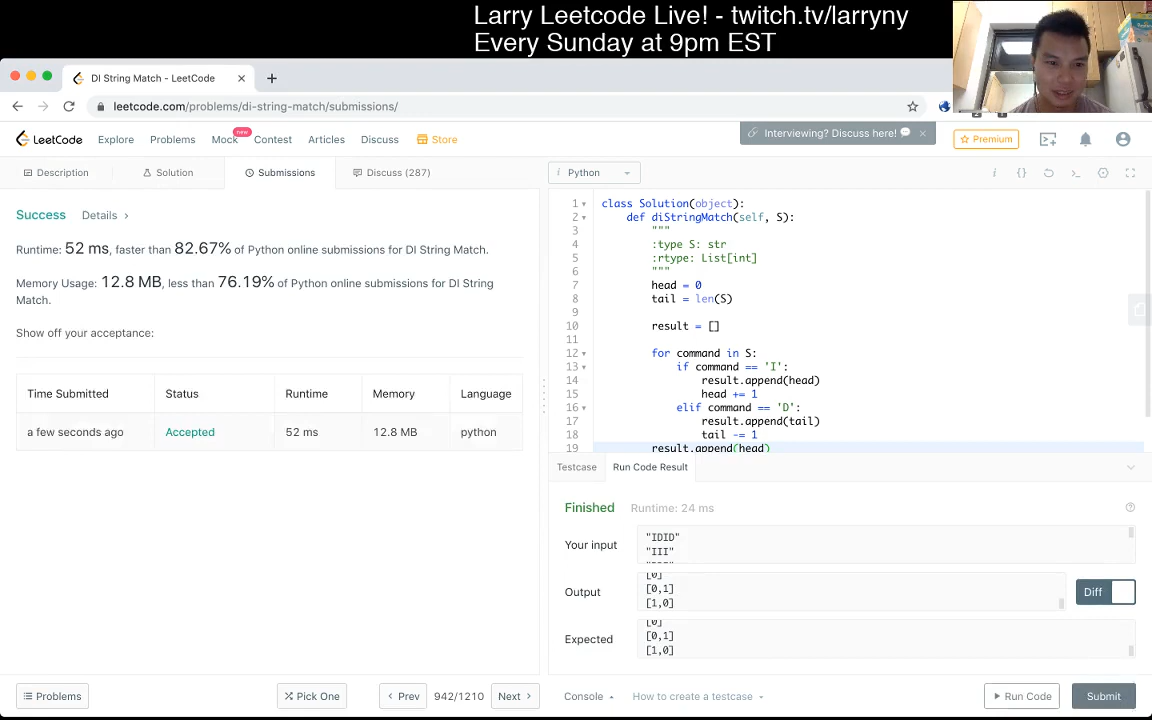 Larry Leetcode Live! - twitch.tv/larryny
Every Sunday at 9pm EST
DI String Match - LeetCode
leetcode.com/problems/di-string-match/submissions/
LeetCode
Explore
Problems
Mock
new
Contest
Articles
Discuss
Store
Interviewing? Discuss here!
Premium
Description
Solution
Submissions
Discuss (287)
i Python
Success Details >
Runtime: 52 ms, faster than 82.67% of Python online submissions for DI String Match.
Memory Usage: 12.8 MB, less than 76.19% of Python online submissions for DI String
Match.
Show off your acceptance:
Time Submitted Status Runtime Memory Language
a few seconds ago Accepted 52 ms 12.8 MB python
1 class Solution(object):
2 def diStringMatch(self, S):
3 """
4 :type S: str
5 :rtype: List[int]
6 """
7 head = 0
8 tail = len(S)
9
10 result = []
11
12 for command in S:
13 if command == 'I':
14 result.append(head)
15 head += 1
16 elif command == 'D':
17 result.append(tail)
18 tail -= 1
19 result.append(head)
Testcase Run Code Result
Finished Runtime: 24 ms
Your input
"IDID"
"III"
Output
[0]
[0,1]
[1,0]
Diff
Expected
[0]
[0,1]
[1,0]
Problems
Pick One
Prev
942/1210
Next
Console
How to create a testcase
Run Code
Submit